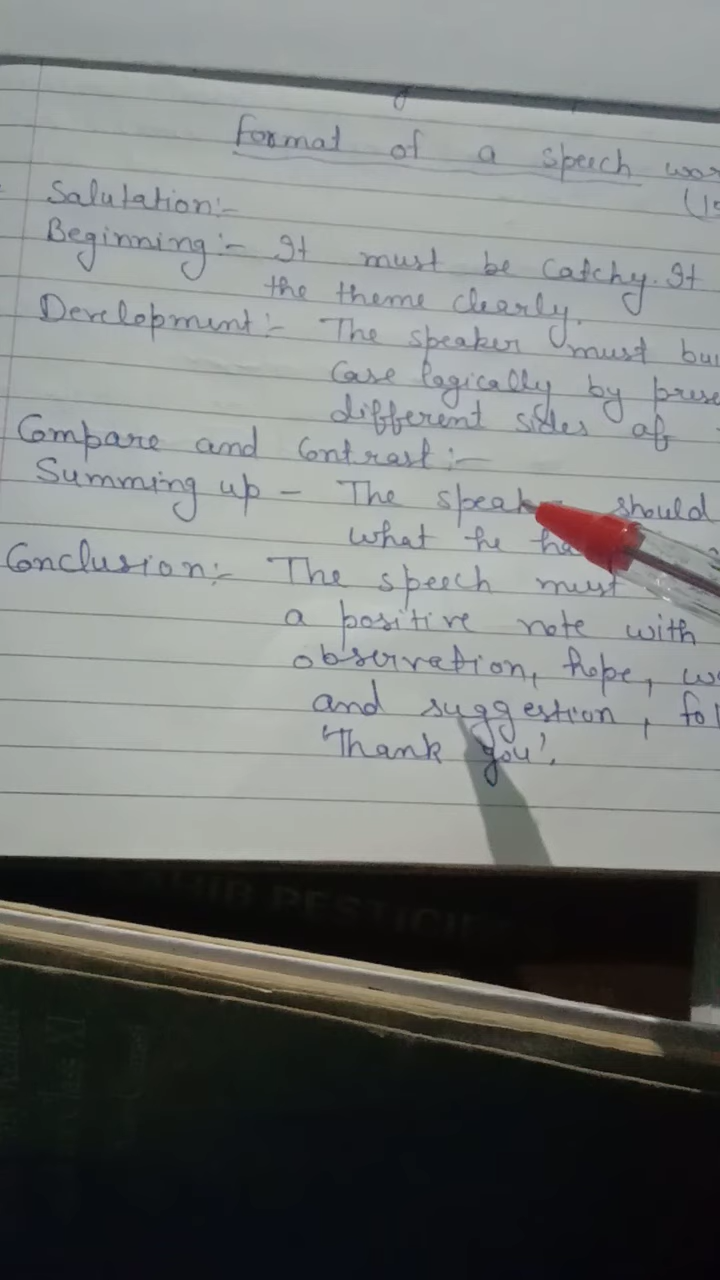 Format of a speech
Salutation:-
Beginning:- It must be catchy. It
the theme clearly.
Development:- The speaker must
case logically by
different sides of
Compare and Contrast:-
Summing up - The should
what he
Conclusion:- The speech must
a positive note with
observation, hope,
and suggestion,
'Thank you'.